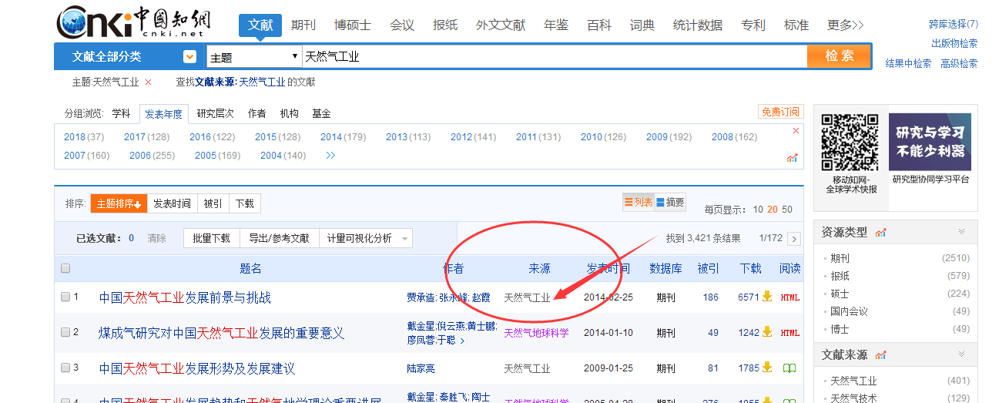 Cnki 中國知網
cnki.net
文献 期刊 博硕士 会议 报纸 外文文献 年鉴 百科 词典 统计数据 专利 标准 更多>>
跨库选择(7)
出版物检索
文献全部分类 主题 天然气工业 检索
结果中检索 高级检索
主题:天然气工业 × 查找文献来源:天然气工业 的文献
分组浏览: 学科 发表年度 研究层次 作者 机构 基金 免费订阅
2018(37) 2017(128) 2016(122) 2015(128) 2014(179) 2013(113) 2012(141) 2011(131) 2010(126) 2009(192) 2008(162)
2007(160) 2006(255) 2005(169) 2004(140) >>
研究与学习
不能少利器
移动知网-
全球学术快报
研究型协同学习平台
排序: 主题排序 发表时间 被引 下载 列表 摘要 每页显示: 10 20 50
已选文献: 0 清除 批量下载 导出/参考文献 计量可视化分析 找到 3,421 条结果 1/172 >
题名 作者 来源 发表时间 数据库 被引 下载 阅读
1 中国天然气工业发展前景与挑战 贾承造; 张永峰; 赵霞 天然气工业 2014-02-25 期刊 186 6571 HTML
2 煤成气研究对中国天然气工业发展的重要意义 戴金星;倪云燕;黄士鹏;
廖凤蓉;于聪 > 天然气地球科学 2014-01-10 期刊 49 1242 HTML
3 中国天然气工业发展形势及发展建议 陆家亮 天然气工业 2009-01-25 期刊 81 1785
4 中国天然气工业发展趋势和天然气地学理论重要进展 戴金星; 秦胜飞; 陶士 天然气地球科学 2005-04-28 期刊 276 1855
资源类型
期刊 (2510)
报纸 (579)
硕士 (224)
国内会议 (49)
博士 (49)
文献来源
天然气工业 (401)
天然气技术 (129)